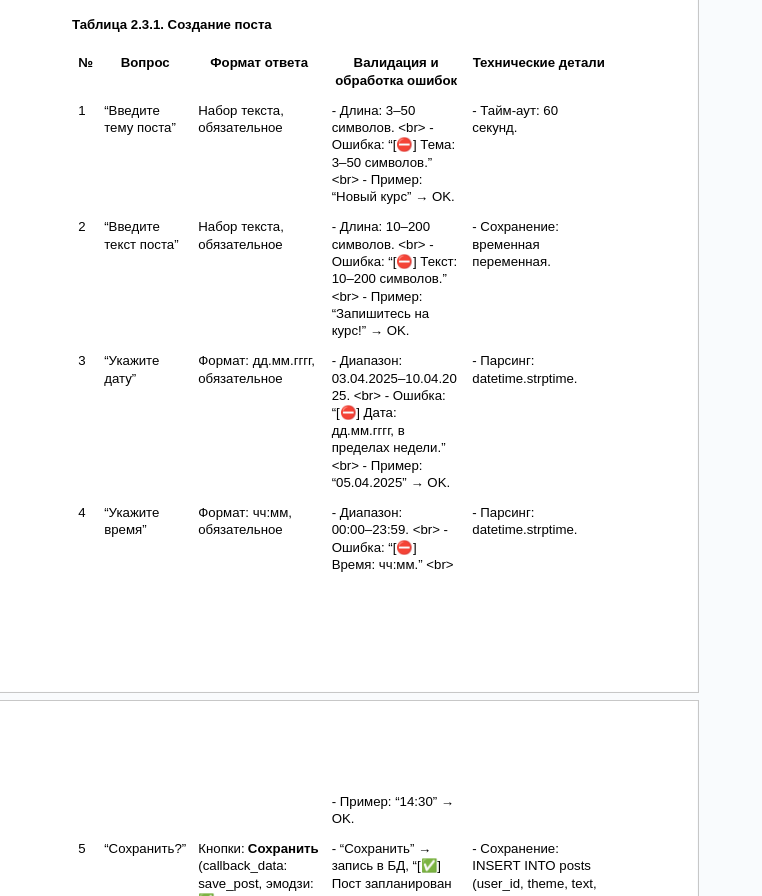 Таблица 2.3.1. Создание поста
№ Вопрос Формат ответа Валидация и обработка ошибок Технические детали
1
“Введите
тему поста”
Набор текста,
обязательное
- Длина: 3–50
символов. <br> -
Ошибка: “[⛔] Тема:
3–50 символов.”
<br> - Пример:
“Новый курс” → OK.
- Тайм-аут: 60
секунд.
2
“Введите
текст поста”
Набор текста,
обязательное
- Длина: 10–200
символов. <br> -
Ошибка: “[⛔] Текст:
10–200 символов.”
<br> - Пример:
“Запишитесь на
курс!” → OK.
- Сохранение:
временная
переменная.
3
“Укажите
дату”
Формат: дд.мм.гггг,
обязательное
- Диапазон:
03.04.2025–10.04.20
25. <br> - Ошибка:
“[⛔] Дата:
дд.мм.гггг, в
пределах недели.”
<br> - Пример:
“05.04.2025” → OK.
- Парсинг:
datetime.strptime.
4
“Укажите
время”
Формат: чч:мм,
обязательное
- Диапазон:
00:00–23:59. <br> -
Ошибка: “[⛔]
Время: чч:мм.” <br>
- Парсинг:
datetime.strptime.
- Пример: “14:30” →
OK.
5
“Сохранить?”
Кнопки: Сохранить
(callback_data:
save_post, эмодзи:
- “Сохранить” →
запись в БД, “[✅]
Пост запланирован
- Сохранение:
INSERT INTO posts
(user_id, theme, text,